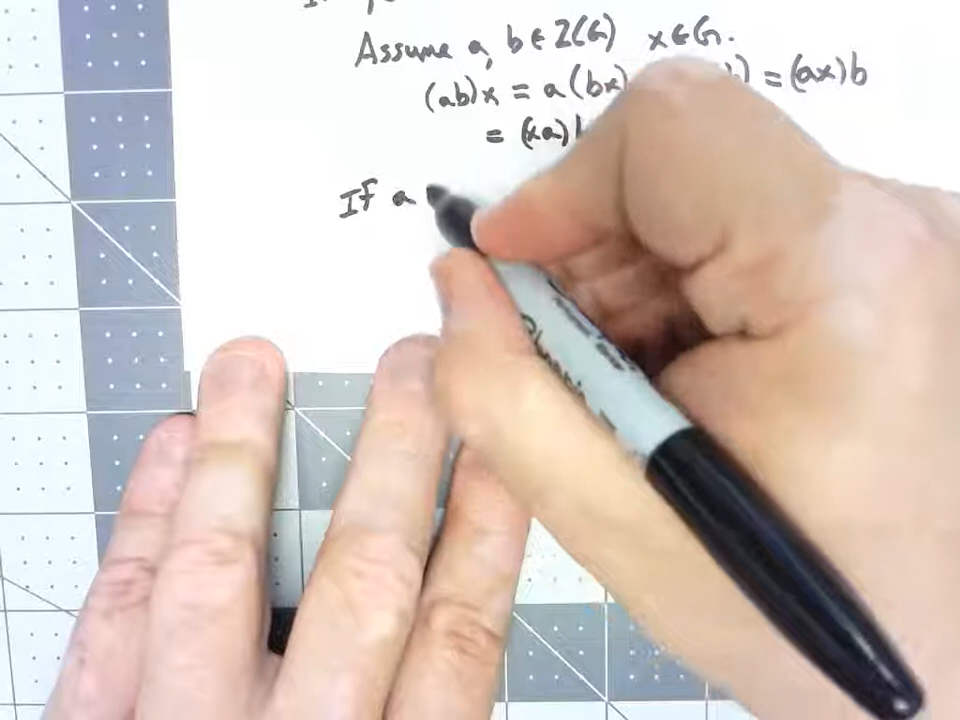 Assume a, b ∈ Z(G) x ∈ G.
(ab)x = a(bx) = (ax)b
= (xa)
If a